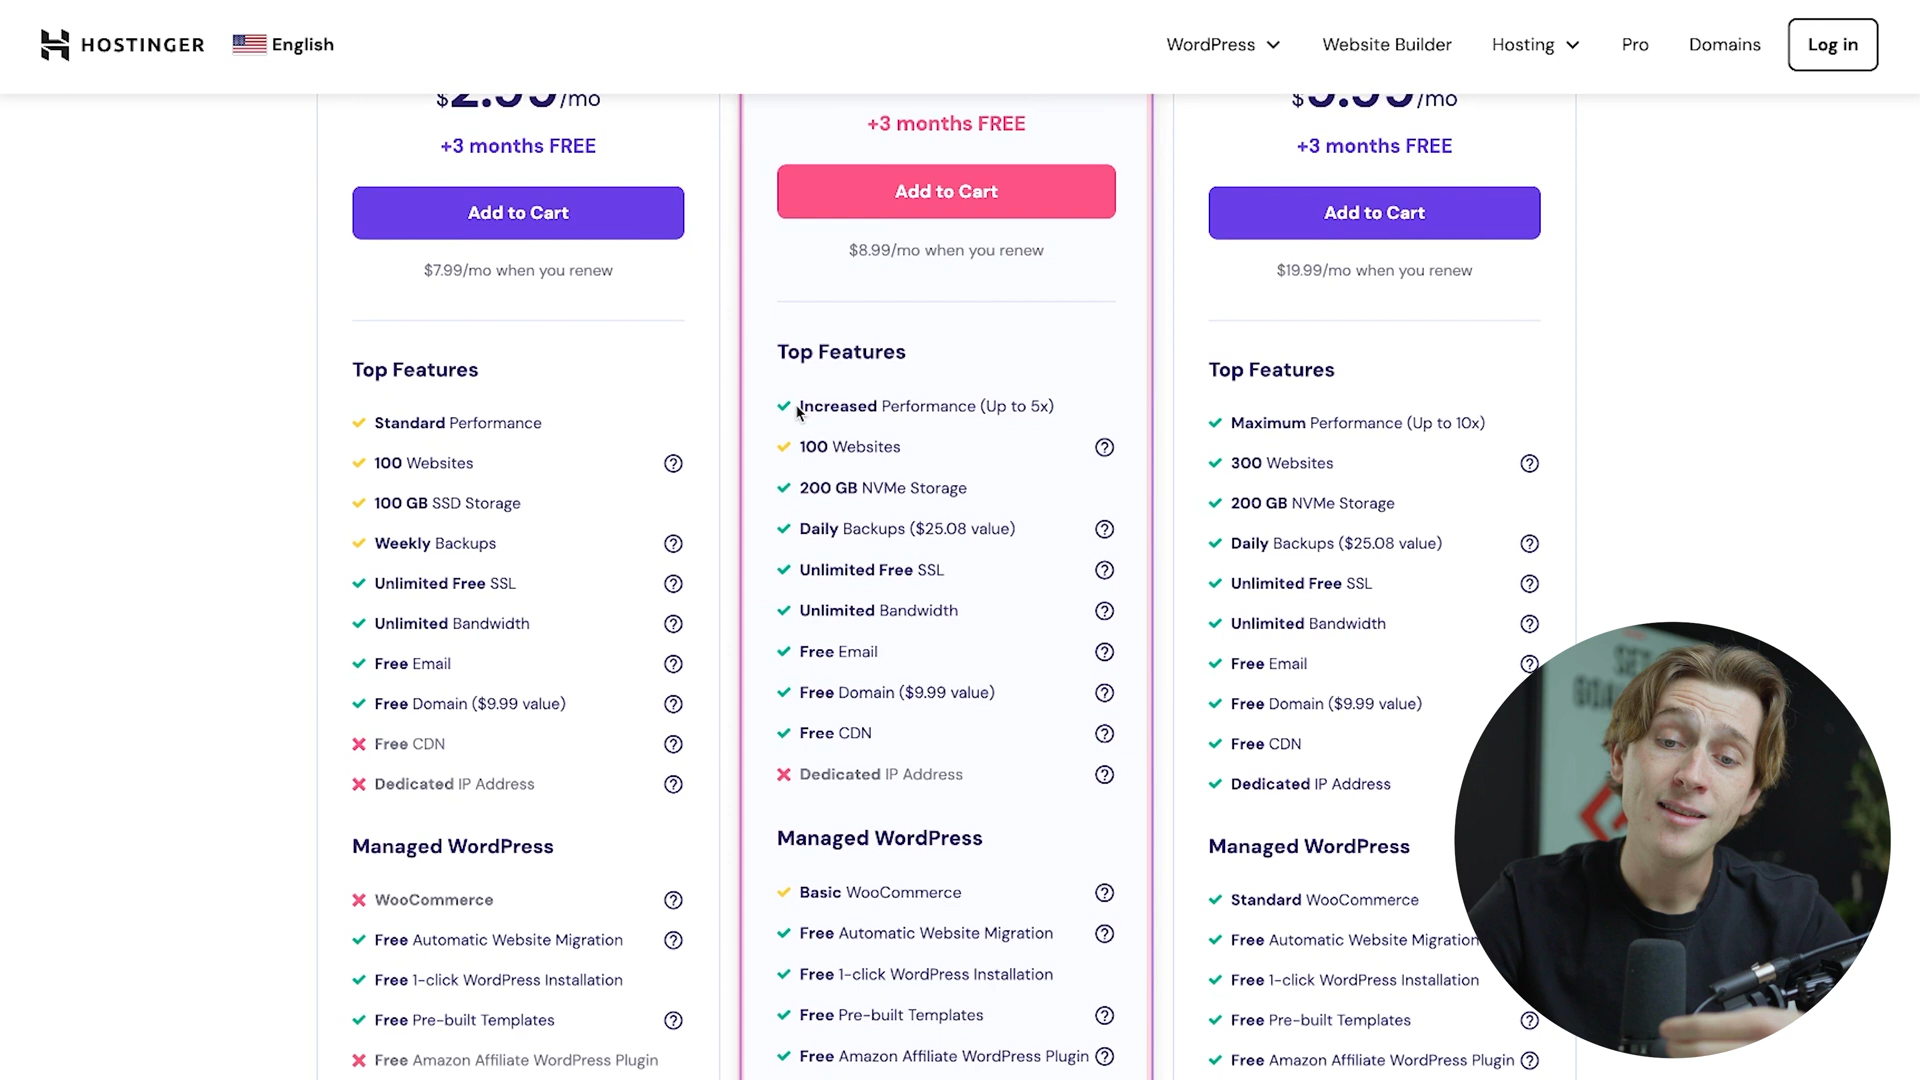 HOSTINGER
English
WordPress
Website Builder
Hosting
Pro
Domains
Log in
/mo
+3 months FREE
Add to Cart
$7.99/mo when you renew
Top Features
Standard Performance
100 Websites
100 GB SSD Storage
Weekly Backups
Unlimited Free SSL
Unlimited Bandwidth
Free Email
Free Domain ($9.99 value)
Free CDN
Dedicated IP Address
Managed WordPress
WooCommerce
Free Automatic Website Migration
Free 1-click WordPress Installation
Free Pre-built Templates
Free Amazon Affiliate WordPress Plugin
+3 months FREE
Add to Cart
$8.99/mo when you renew
Top Features
Increased Performance (Up to 5x)
100 Websites
200 GB NVMe Storage
Daily Backups ($25.08 value)
Unlimited Free SSL
Unlimited Bandwidth
Free Email
Free Domain ($9.99 value)
Free CDN
Dedicated IP Address
Managed WordPress
Basic WooCommerce
Free Automatic Website Migration
Free 1-click WordPress Installation
Free Pre-built Templates
Free Amazon Affiliate WordPress Plugin
/mo
+3 months FREE
Add to Cart
$19.99/mo when you renew
Top Features
Maximum Performance (Up to 10x)
300 Websites
200 GB NVMe Storage
Daily Backups ($25.08 value)
Unlimited Free SSL
Unlimited Bandwidth
Free Email
Free Domain ($9.99 value)
Free CDN
Dedicated IP Address
Managed WordPress
Standard WooCommerce
Free Automatic Website Migration
Free 1-click WordPress Installation
Free Pre-built Templates
Free Amazon Affiliate WordPress Plugin